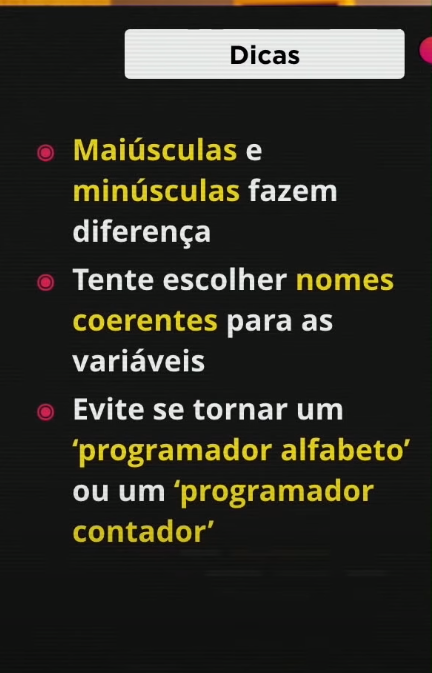 Dicas
Maiúsculas e
minúsculas fazem
diferença
Tente escolher nomes
coerentes para as
variáveis
Evite se tornar um
‘programador alfabeto’
ou um ‘programador
contador’